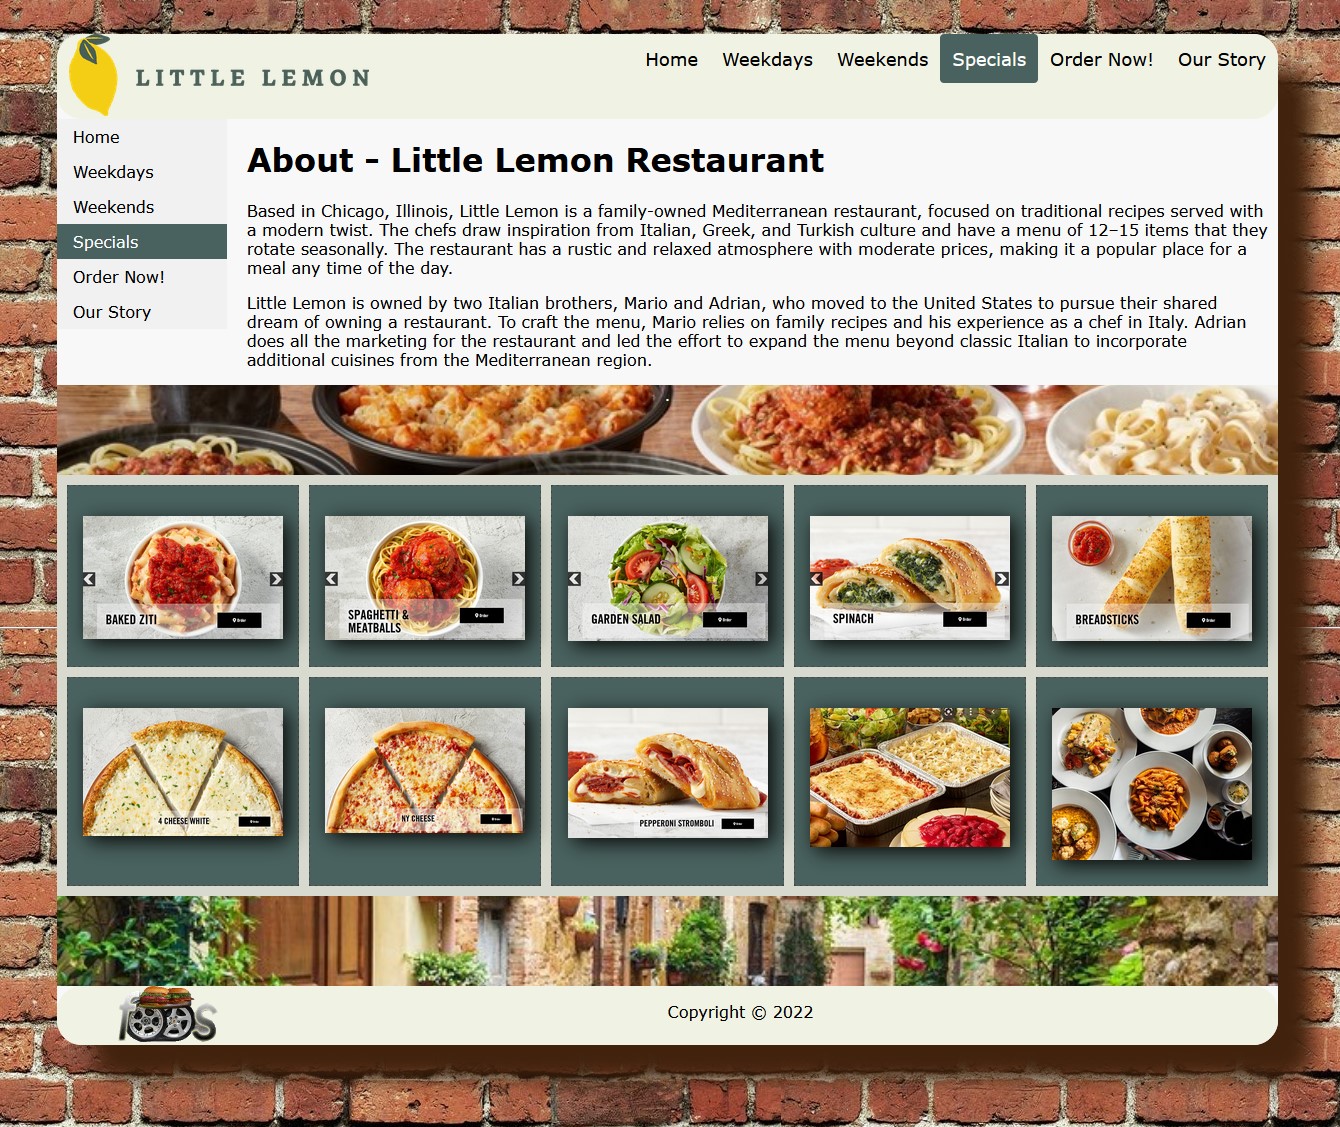 LITTLE LEMON
Home Weekdays Weekends Specials Order Now! Our Story
Home
Weekdays
Weekends
Specials
Order Now!
Our Story
About - Little Lemon Restaurant
Based in Chicago, Illinois, Little Lemon is a family-owned Mediterranean restaurant, focused on traditional recipes served with
a modern twist. The chefs draw inspiration from Italian, Greek, and Turkish culture and have a menu of 12–15 items that they
rotate seasonally. The restaurant has a rustic and relaxed atmosphere with moderate prices, making it a popular place for a
meal any time of the day.
Little Lemon is owned by two Italian brothers, Mario and Adrian, who moved to the United States to pursue their shared
dream of owning a restaurant. To craft the menu, Mario relies on family recipes and his experience as a chef in Italy. Adrian
does all the marketing for the restaurant and led the effort to expand the menu beyond classic Italian to incorporate
additional cuisines from the Mediterranean region.
BAKED ZITI Order
SPAGHETTI & Order
MEATBALLS
GARDEN SALAD Order
SPINACH Order
BREADSTICKS Order
4 CHEESE WHITE Order
NY CHEESE Order
PEPPERONI STROMBOLI Order
Copyright © 2022